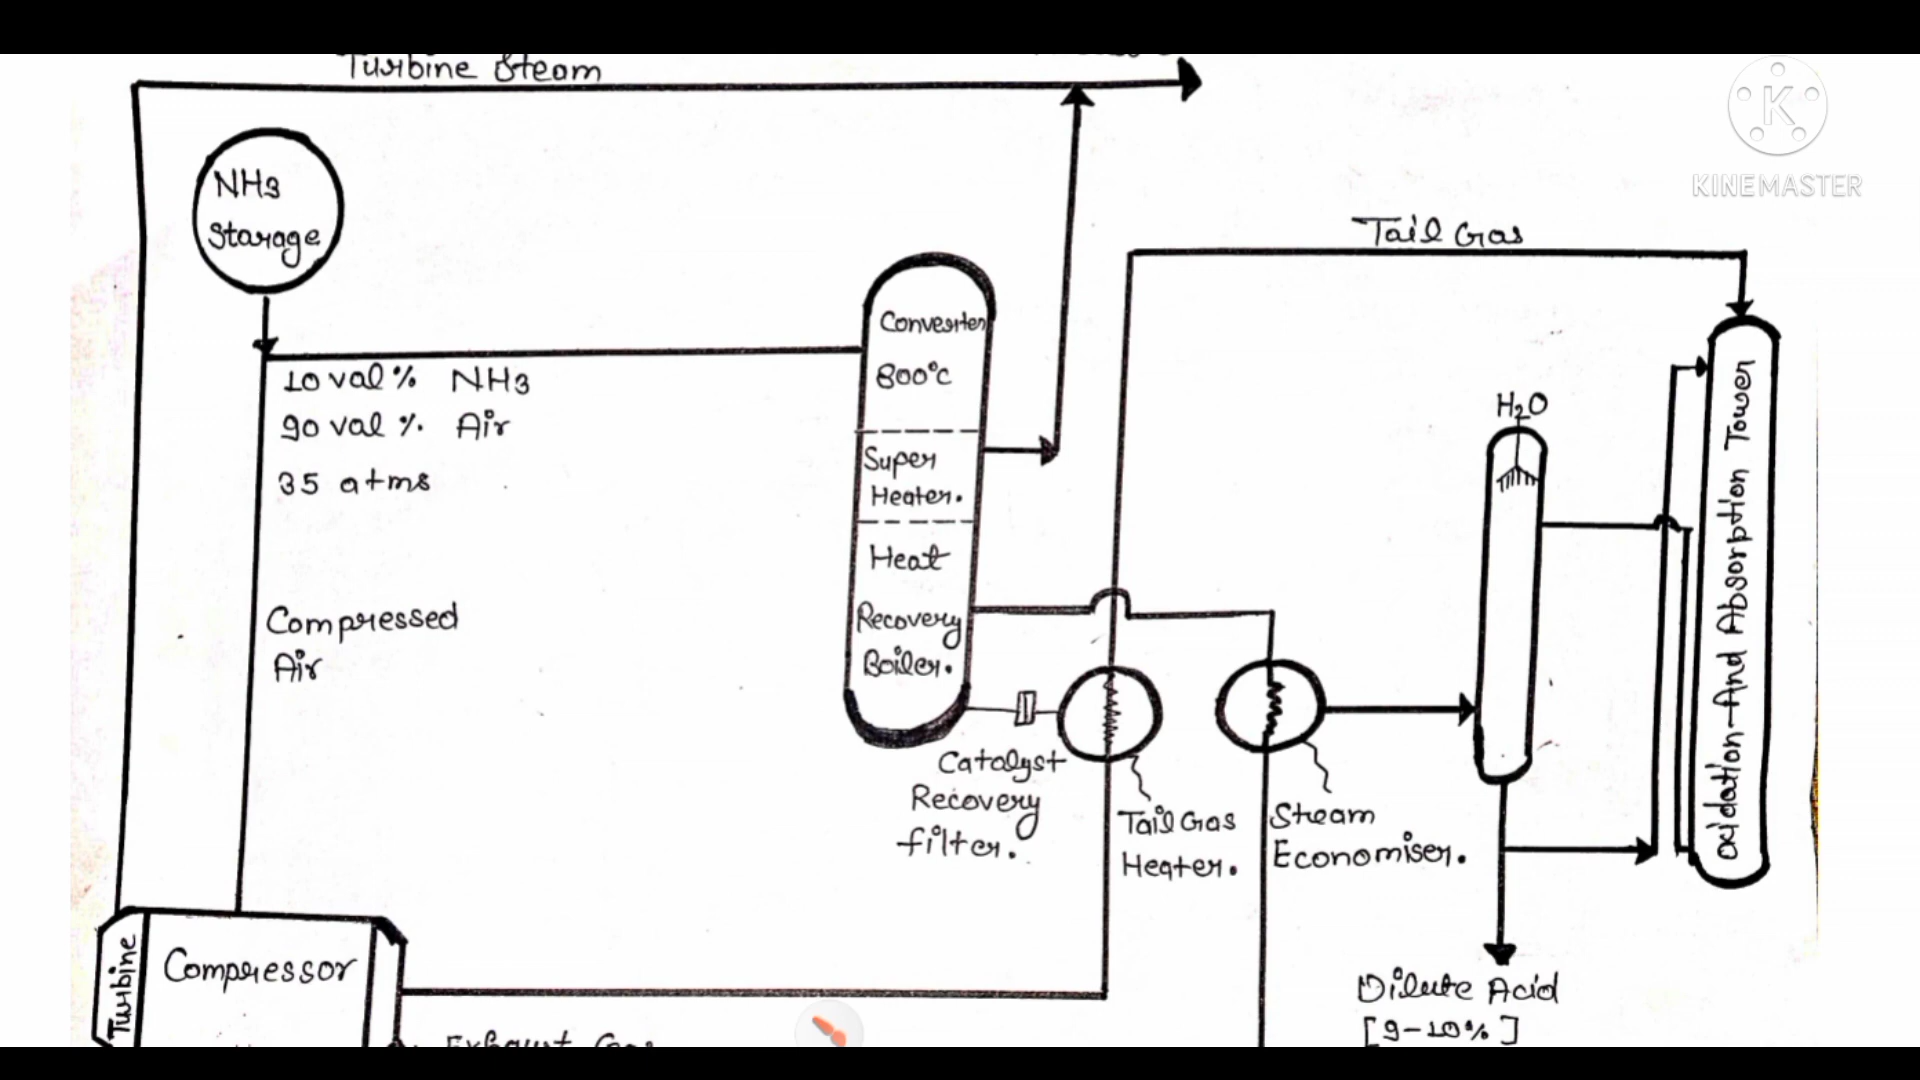 Turbine Steam
KINEMASTER
NH3
Storage
Tail Gas
Converter
800°c
10 vol % NH3
90 vol %. Air
35 atms
H2O
Super
Heater.
Heat
Recovery
Boiler.
Compressed
Air
Oxidation And Absorption Tower
Catalyst
Recovery
filter.
Tail Gas
Heater.
Steam
Economiser.
Turbine
Compressor
Dilute Acid
[9-10%]
Exhaust Gas